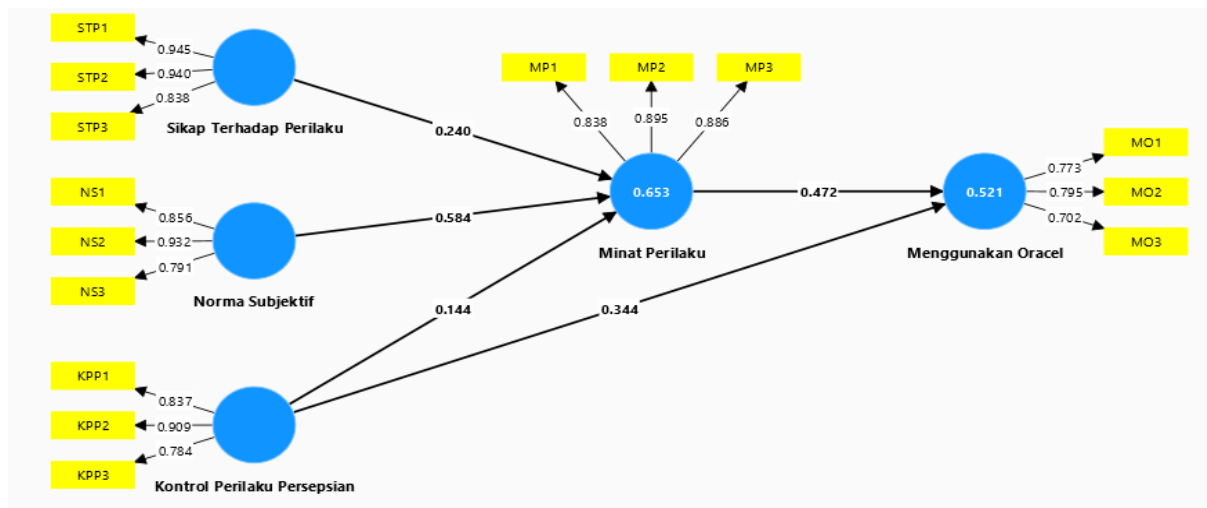 STP1
0.945
STP2
0.940
STP3
0.838
Sikap Terhadap Perilaku
0.240
NS1
0.856
NS2
0.932
NS3
0.791
Norma Subjektif
0.584
KPP1
0.837
KPP2
0.909
KPP3
0.784
Kontrol Perilaku Persepsian
0.144
0.344
MP1
MP2
MP3
0.838
0.895
0.886
0.653
Minat Perilaku
0.472
0.521
Menggunakan Oracel
MO1
0.773
MO2
0.795
MO3
0.702